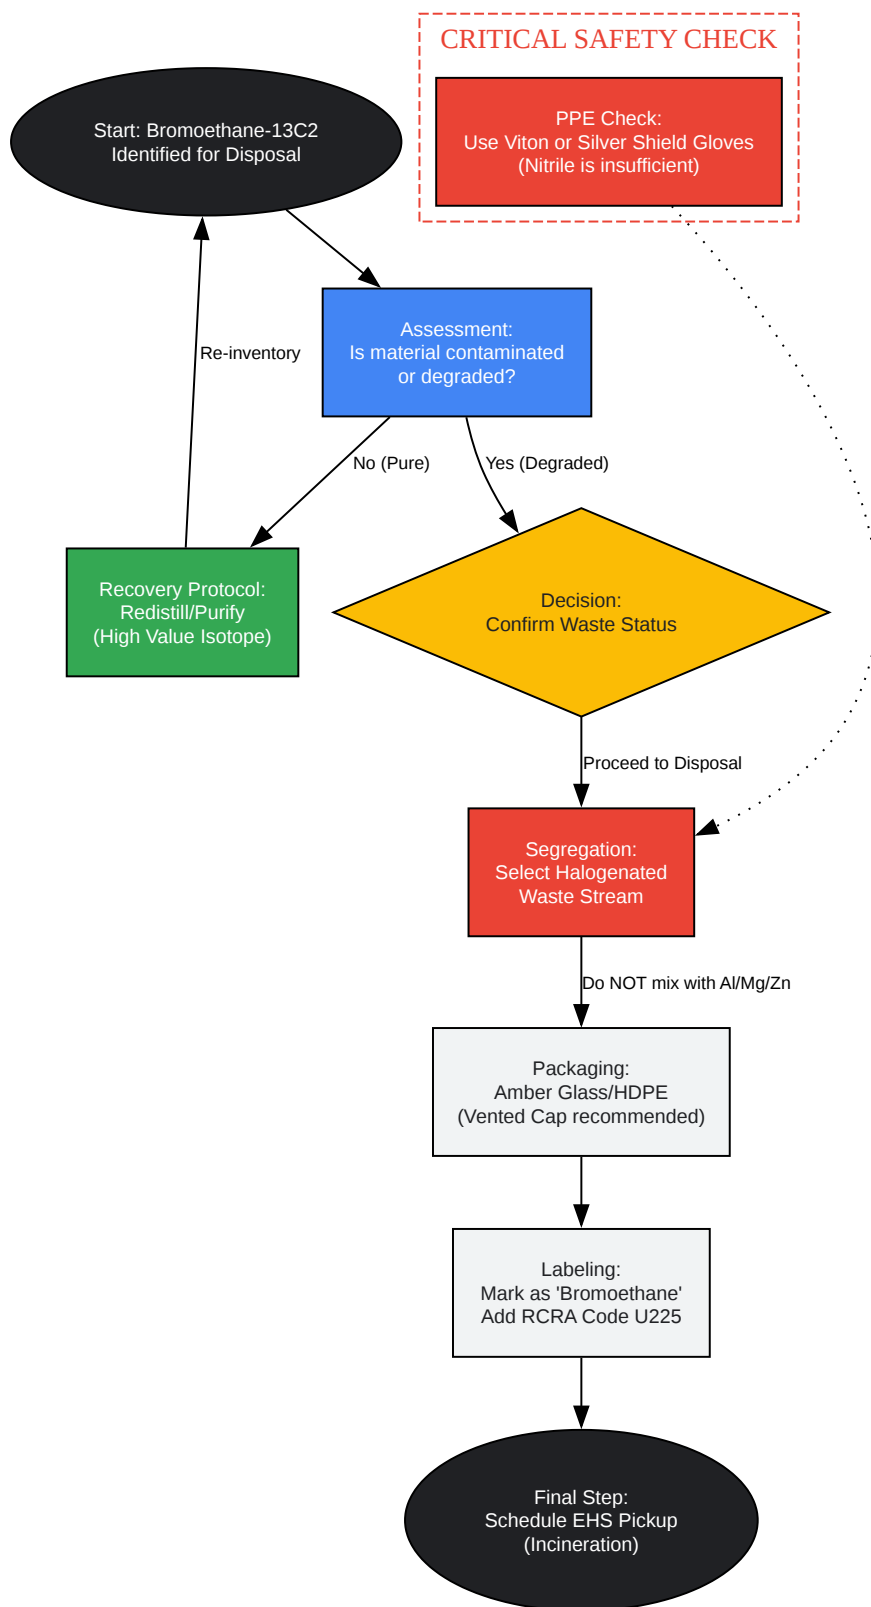 CRITICAL SAFETY CHECK
PPE Check:
Use Viton or Silver Shield Gloves
(Nitrile is insufficient)
Start: Bromoethane-13C2
Identified for Disposal
Assessment:
Is material contaminated
or degraded?
Re-inventory
No (Pure)
Yes (Degraded)
Recovery Protocol:
Redistill/Purify
(High Value Isotope)
Decision:
Confirm Waste Status
Proceed to Disposal
Segregation:
Select Halogenated
Waste Stream
Do NOT mix with Al/Mg/Zn
Packaging:
Amber Glass/HDPE
(Vented Cap recommended)
Labeling:
Mark as 'Bromoethane'
Add RCRA Code U225
Final Step:
Schedule EHS Pickup
(Incineration)